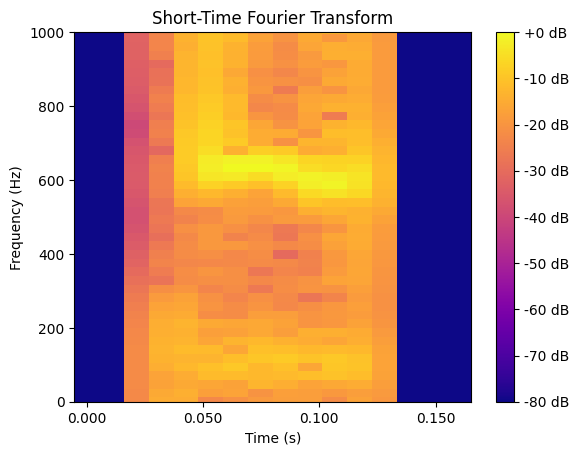 Short-Time Fourier Transform
1000
800
600
400
200
0
Frequency (Hz)
0.000
0.050
0.100
0.150
Time (s)
+0 dB
-10 dB
-20 dB
-30 dB
-40 dB
-50 dB
-60 dB
-70 dB
-80 dB